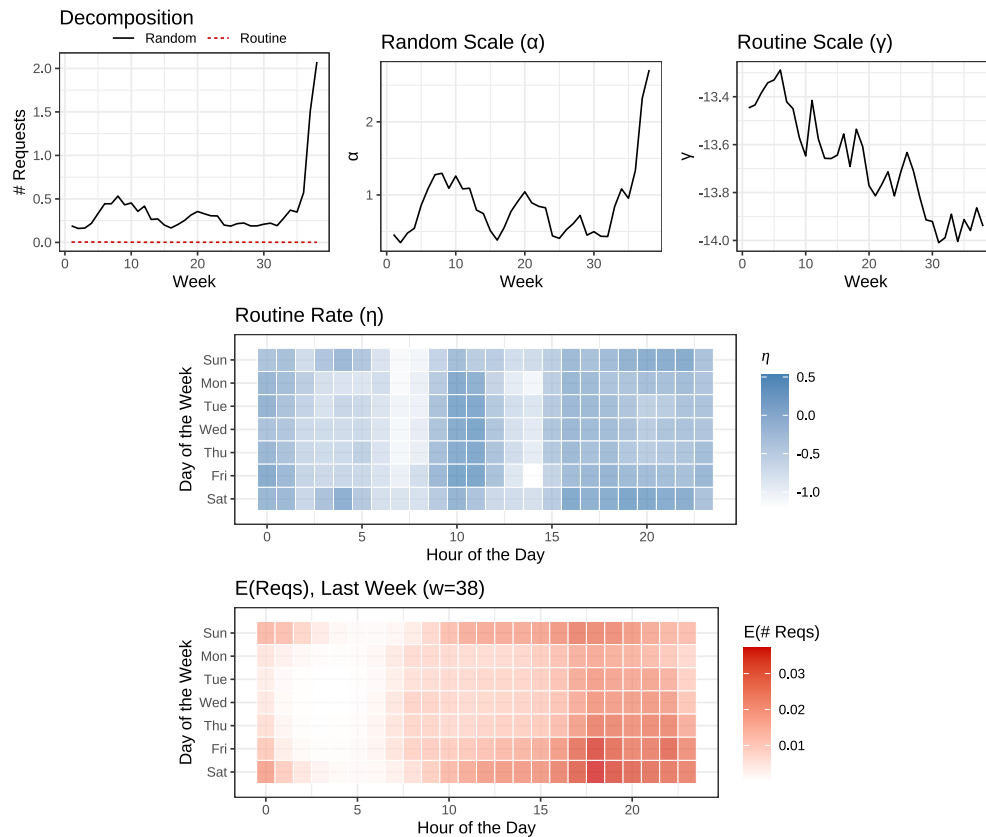 Decomposition
Random Routine
# Requests
2.0
1.5
1.0
0.5
0.0
0 10 20 30
Week
Random Scale (α)
α
2
1
0 10 20 30
Week
Routine Scale (γ)
γ
-13.4
-13.6
-13.8
-14.0
0 10 20 30
Week
Routine Rate (η)
Day of the Week
Sun
Mon
Tue
Wed
Thu
Fri
Sat
0 5 10 15 20
Hour of the Day
η
0.5
0.0
-0.5
-1.0
E(Reqs), Last Week (w=38)
Day of the Week
Sun
Mon
Tue
Wed
Thu
Fri
Sat
0 5 10 15 20
Hour of the Day
E(# Reqs)
0.03
0.02
0.01